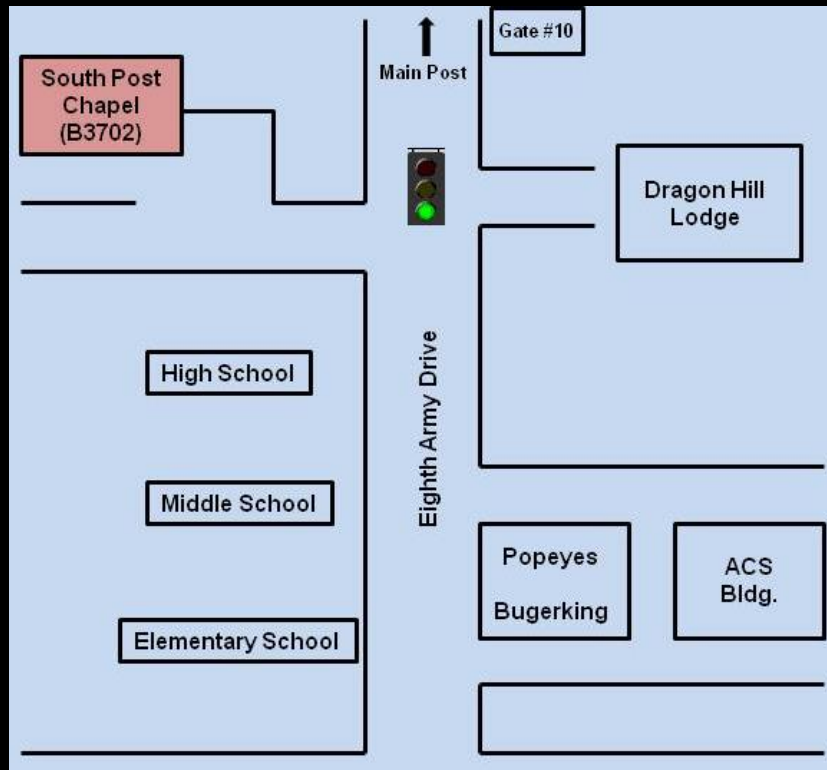 Gate #10
Main Post
South Post
Chapel
(B3702)
Dragon Hill
Lodge
High School
Eighth Army Drive
Middle School
Popeyes
Bugerking
ACS
Bldg.
Elementary School